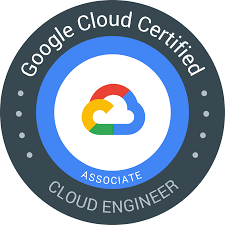 Google Cloud Certified
ASSOCIATE
CLOUD ENGINEER